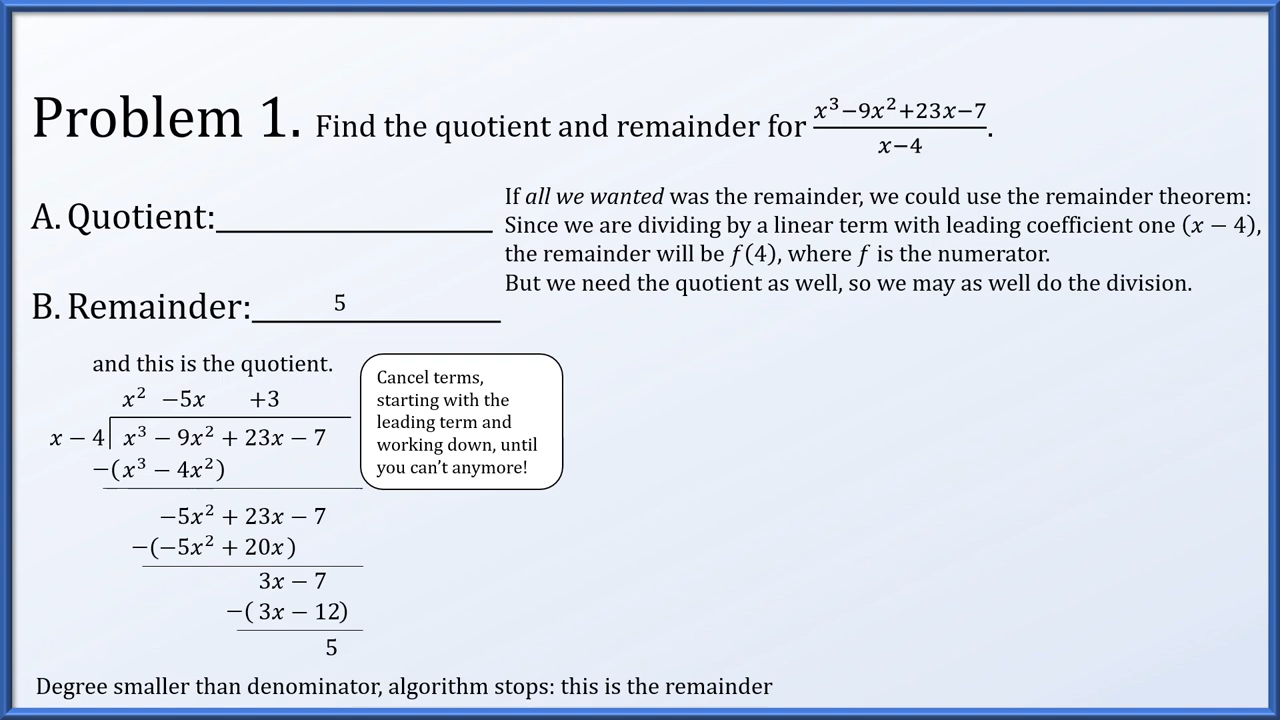 Problem 1. Find the quotient and remainder for \frac{x^3−9x^2+23x−7}{x−4}.
If all we wanted was the remainder, we could use the remainder theorem:
Since we are dividing by a linear term with leading coefficient one (x − 4),
the remainder will be f(4), where f is the numerator.
But we need the quotient as well, so we may as well do the division.
A. Quotient:
B. Remainder: 5
and this is the quotient.
x^2 −5x +3
x − 4 x^3 − 9x^2 + 23x − 7
−(x^3 − 4x^2)
−5x^2 + 23x − 7
−(−5x^2 + 20x)
3x − 7
−( 3x − 12)
5
Cancel terms,
starting with the
leading term and
working down, until
you can’t anymore!
Degree smaller than denominator, algorithm stops: this is the remainder